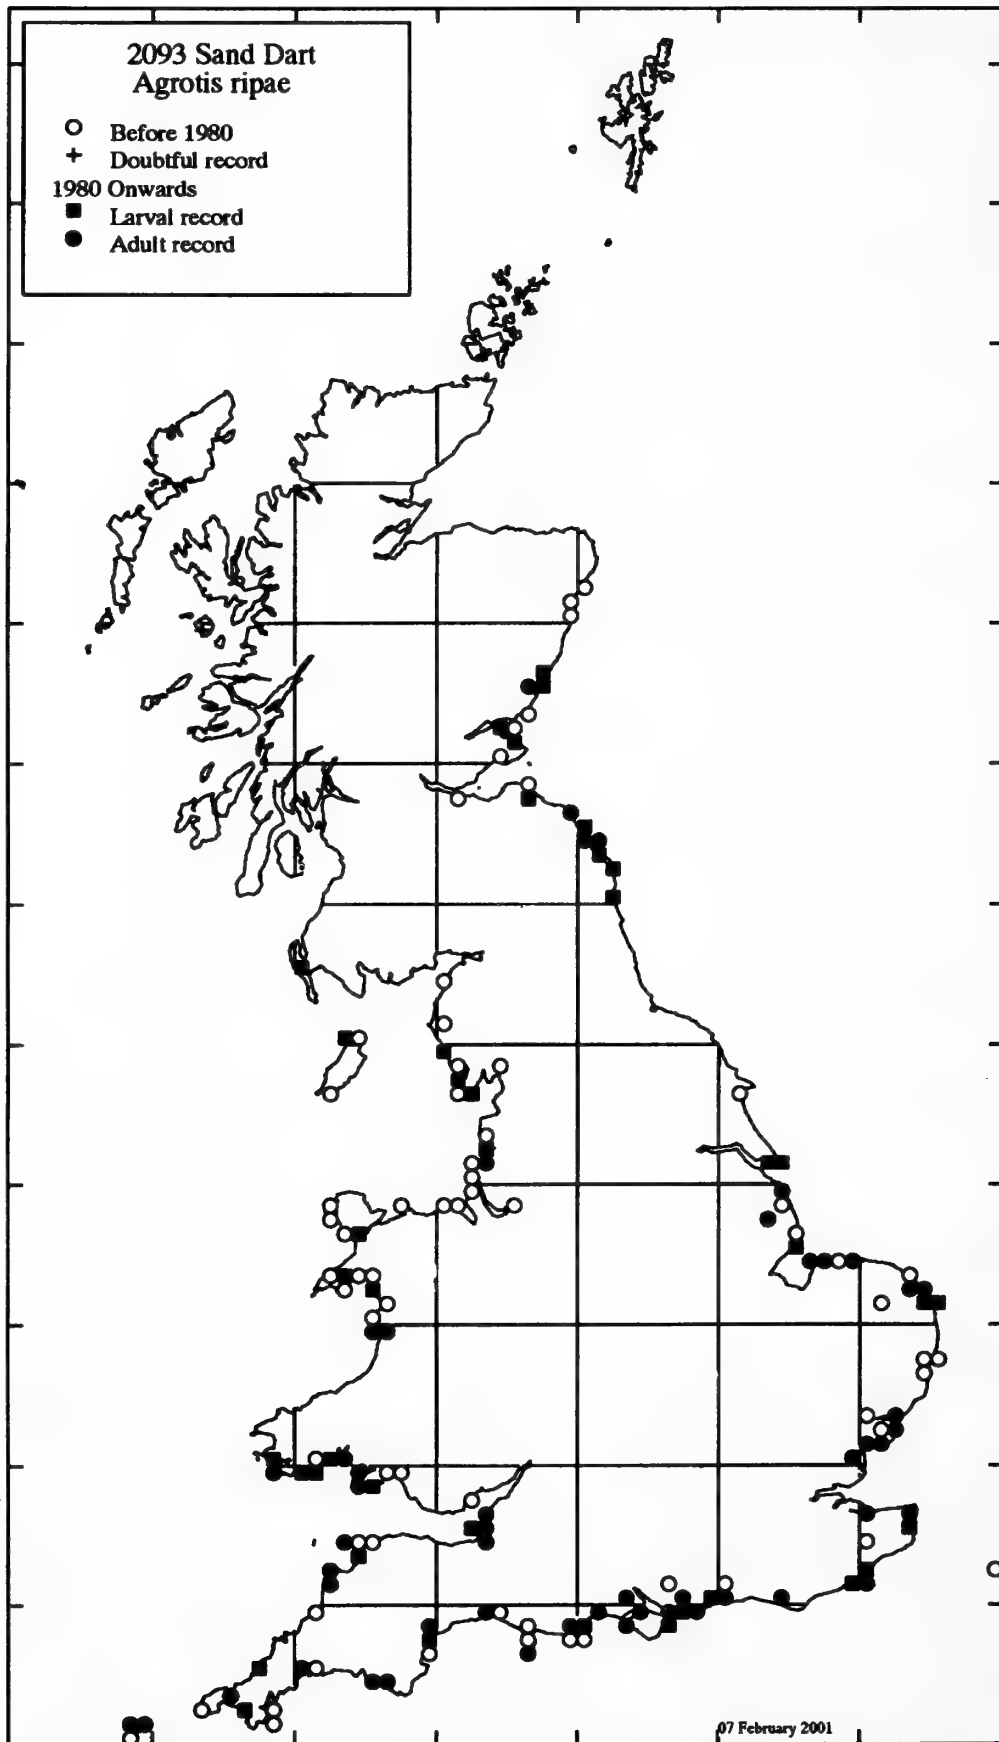 2093 Sand Dart
Agrotis ripae
Before 1980
Doubtful record
1980 Onwards
Larval record
Adult record
07 February 2001